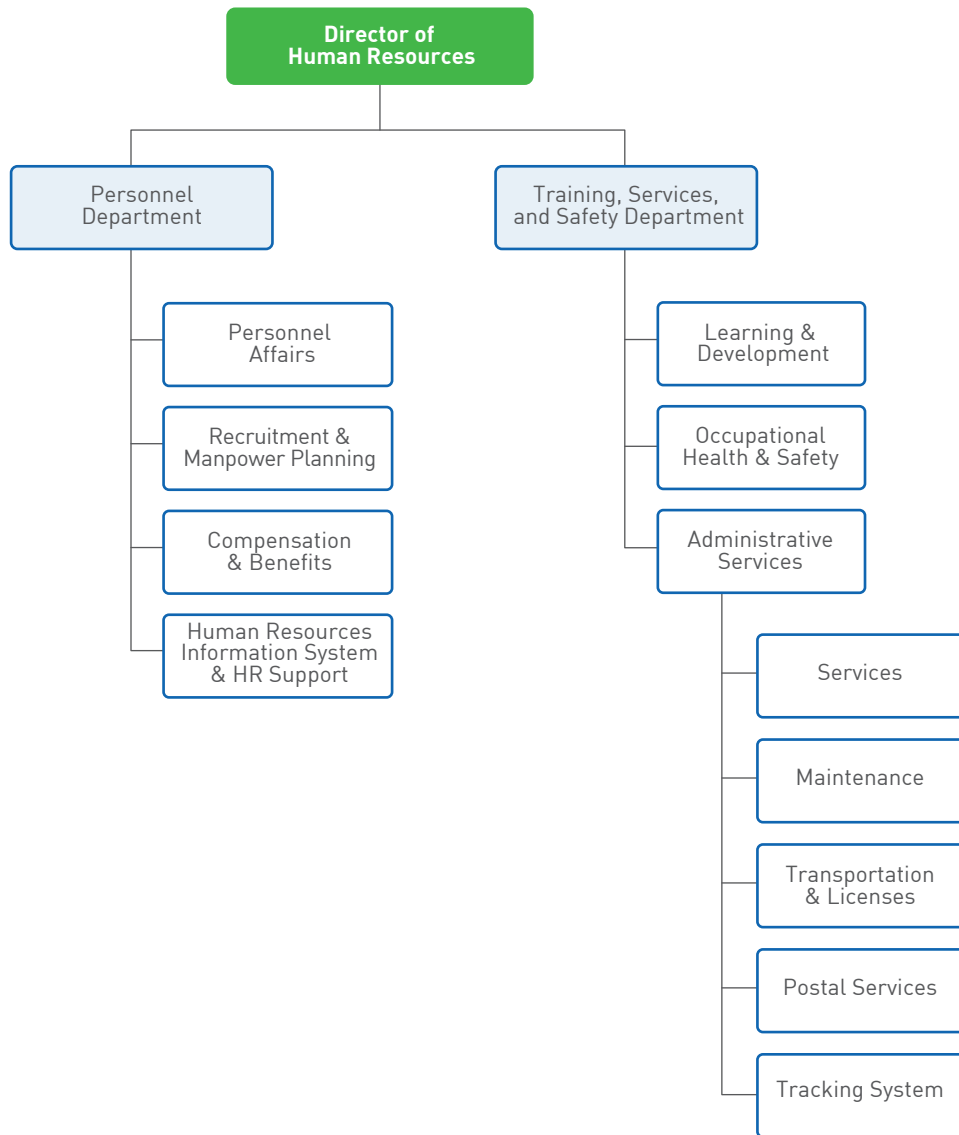 Director of
Human Resources
Personnel
Department
Training, Services,
and Safety Department
Personnel
Affairs
Recruitment &
Manpower Planning
Compensation
& Benefits
Human Resources
Information System
& HR Support
Learning &
Development
Occupational
Health & Safety
Administrative
Services
Services
Maintenance
Transportation
& Licenses
Postal Services
Tracking System